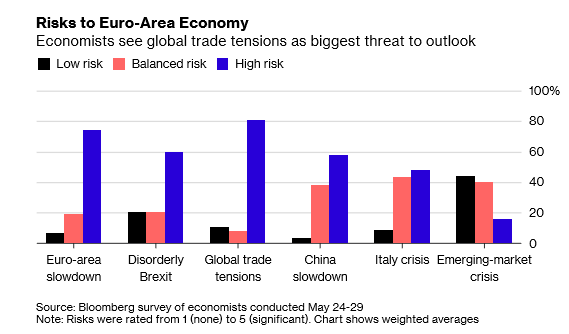 Risks to Euro-Area Economy
Economists see global trade tensions as biggest threat to outlook
Low risk Balanced risk High risk
100%
80
60
40
20
0
Euro-area slowdown
Disorderly Brexit
Global trade tensions
China slowdown
Italy crisis
Emerging-market crisis
Source: Bloomberg survey of economists conducted May 24-29
Note: Risks were rated from 1 (none) to 5 (significant). Chart shows weighted averages